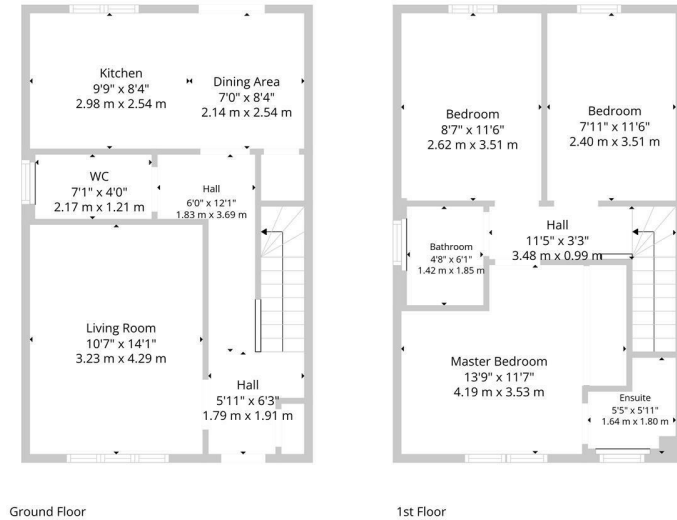 Kitchen
9'9" x 8'4"
2.98 m x 2.54 m
Dining Area
7'0" x 8'4"
2.14 m x 2.54 m
WC
7'1" x 4'0"
2.17 m x 1.21 m
Hall
6'0" x 12'1"
1.83 m x 3.69 m
Living Room
10'7" x 14'1"
3.23 m x 4.29 m
Hall
5'11" x 6'3"
1.79 m x 1.91 m
Ground Floor
Bedroom
8'7" x 11'6"
2.62 m x 3.51 m
Bedroom
7'11" x 11'6"
2.40 m x 3.51 m
Hall
11'5" x 3'3"
3.48 m x 0.99 m
Bathroom
4'8" x 6'1"
1.42 m x 1.85 m
Master Bedroom
13'9" x 11'7"
4.19 m x 3.53 m
Ensuite
5'5" x 5'11"
1.64 m x 1.80 m
1st Floor